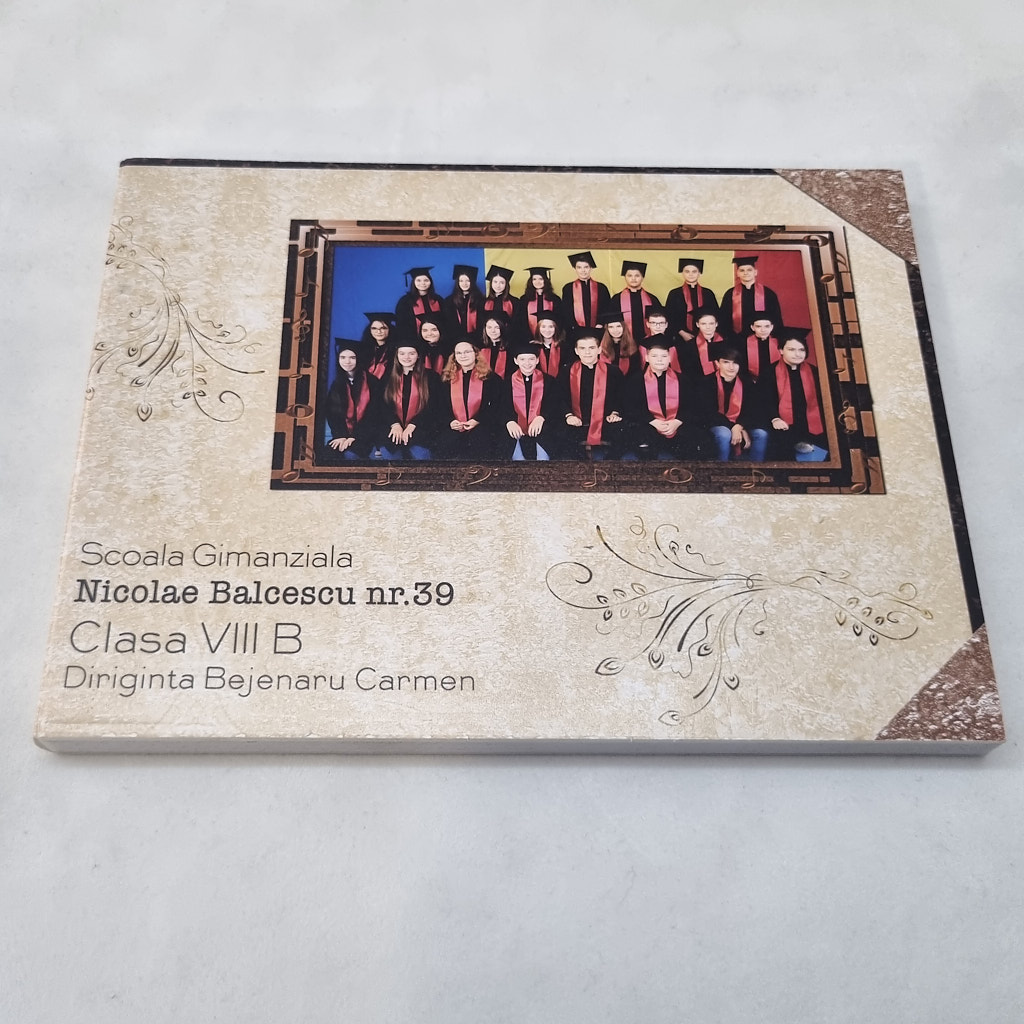 Scoala Gimanziala
Nicolae Balcescu nr.39
Clasa VIII B
Diriginta Bejenaru Carmen